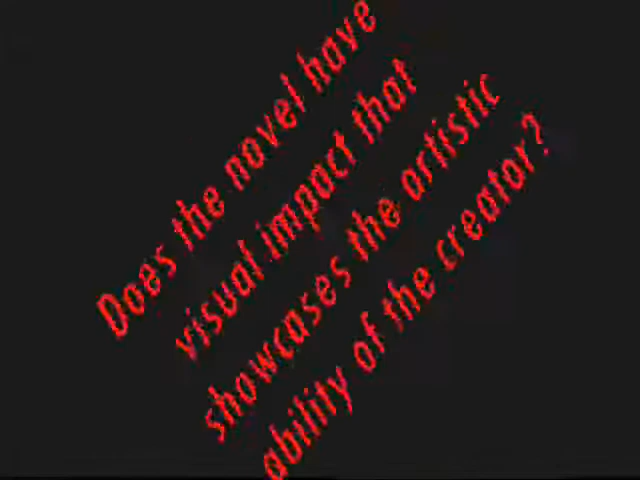 Does the novel have
visual impact that
showcases the artistic
ability of the creator?